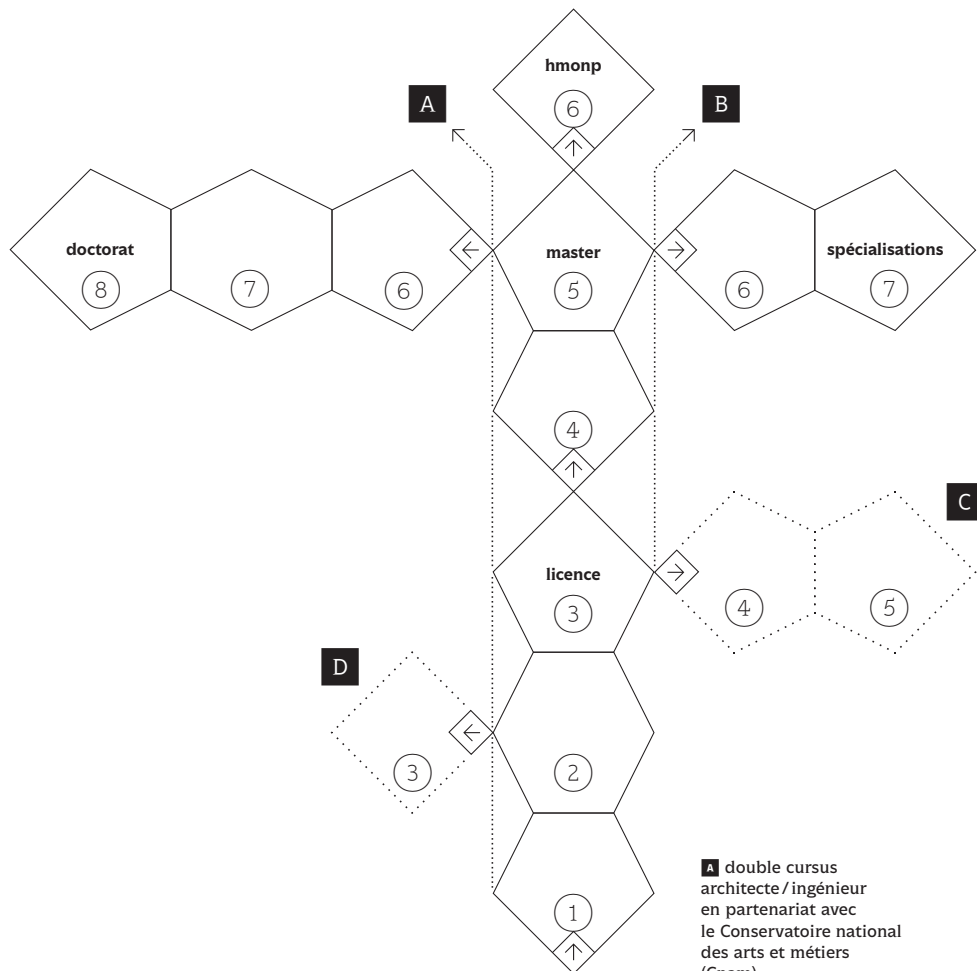 hmonp
6
A
B
doctorat
8
7
6
master
5
6
spécialisations
7
4
C
licence
3
4
5
D
3
2
1
A double cursus
architecte / ingénieur
en partenariat avec
le Conservatoire national
des arts et métiers
(Cnam)